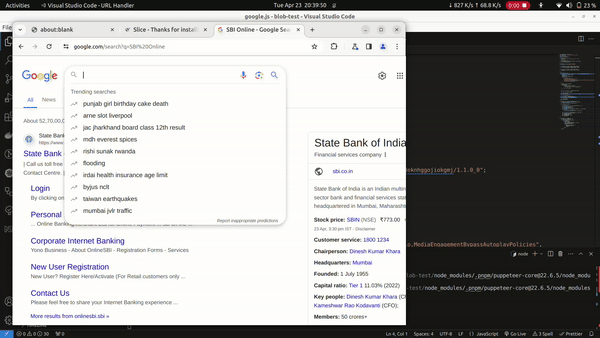 Activities
Visual Studio Code - URL Handler
Tue Apr 23 20:39:50
827 K/s 68.8 K/s
0:00
23 %
google.js - blob-test - Visual Studio Code
File
about:blank
Slice - Thanks for install
SBI Online - Google Sea
google.com/search?q=SBI%20online
Google
All
News
About 52,70,00
Trending searches
punjab girl birthday cake death
arne slot liverpool
jac jharkhand board class 12th result
mdh everest spices
rishi sunak rwanda
flooding
irdai health insurance age limit
byjus nclt
taiwan earthquakes
mumbai jvlr traffic
Report inappropriate predictions
State Bank
https://www.
State Bank
| Call us toll free
Contact Centre. |
Login
By clicking on
Personal
... Online Banking
Corporate Internet Banking
Yono Business - About OnlineSBI - Registration Forms - Services
New User Registration
New User? Register Here/Activate (For Retail customers only ...
Contact Us
Please feel free to share your Internet Banking experience ...
More results from onlinesbi.sbi »
State Bank of India
Financial services company
sbi.co.in
State Bank of India is an Indian multina
sector bank and financial services stat
headquartered in Mumbai, Maharashtr
Stock price: SBIN (NSE) ₹773.00
23 Apr, 3:30 pm IST - Disclaimer
Customer service: 1800 1234
Chairperson: Dinesh Kumar Khara
Headquarters: Mumbai
Founded: 1 July 1955
Capital ratio: Tier 1 11.03% (2022)
Key people: Dinesh Kumar Khara (C
Kameshwar Rao Kodavanti (CFO);
Members: 50 crores+
/1.1.0_0";
o,MediaEngagementBypassAutoplayPolicies",
node
ob-test/node_modules/.pnpm/puppeteer-core@22.6.5/node_modu
st/node_modules/.pnpm/puppeteer-core@22.6.5/node_modules
Ln 4, Col 1
Spaces: 4
UTF-8
LF
{ } JavaScript
Go Live
3 Spell
Prettier